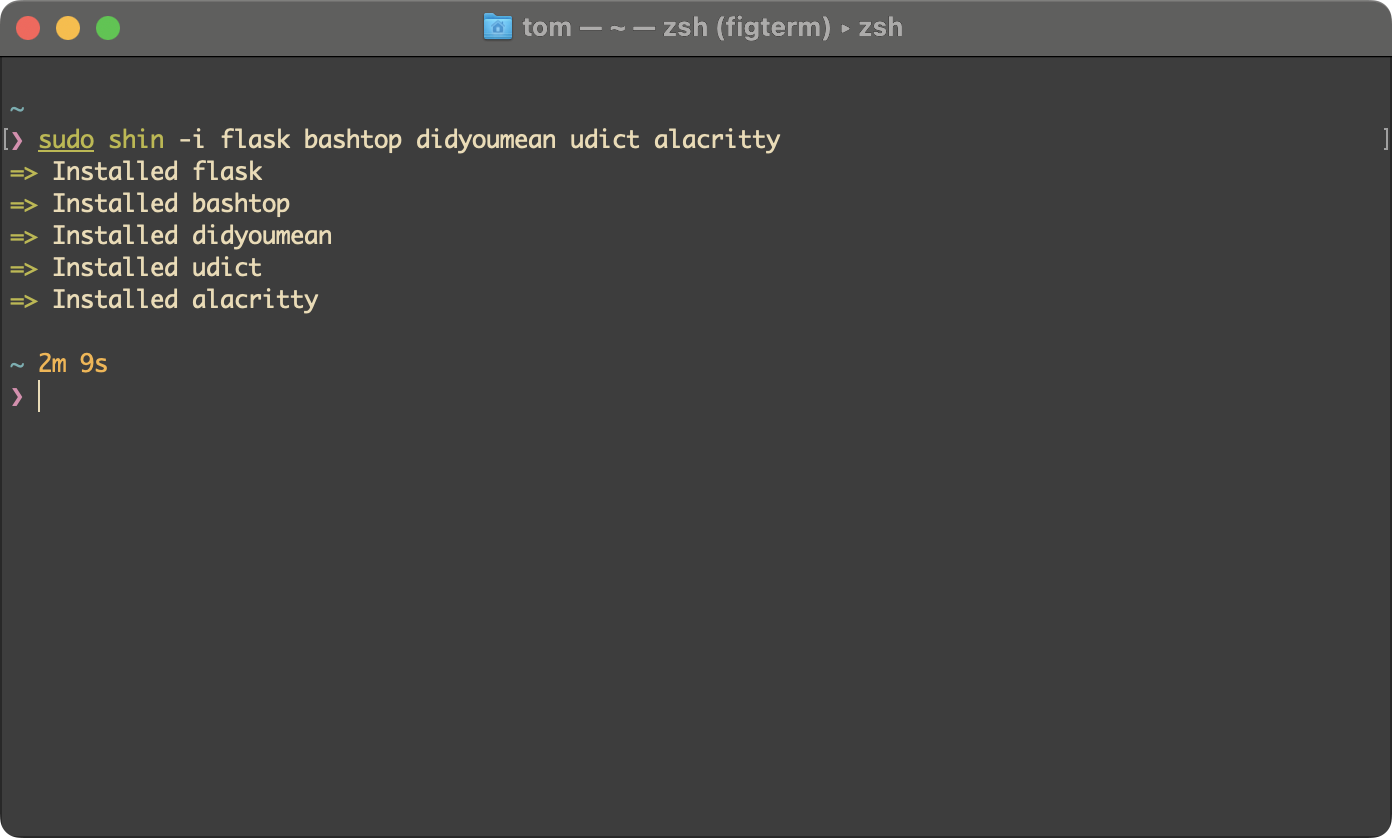 tom — ~ — zsh (figterm) ▸ zsh
~
[❯ sudo shin -i flask bashtop didyoumean udict alacritty ]
=> Installed flask
=> Installed bashtop
=> Installed didyoumean
=> Installed udict
=> Installed alacritty
~ 2m 9s
❯